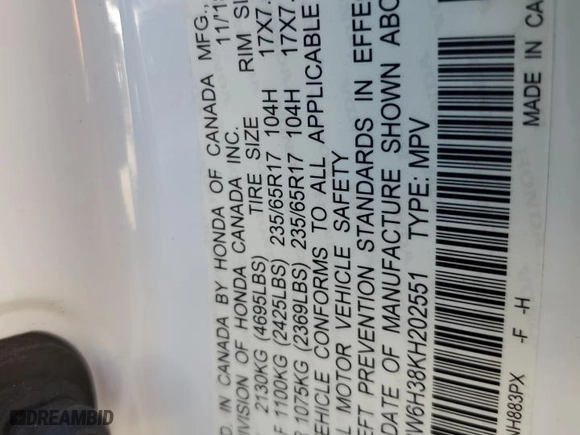 D. IN CANADA BY HONDA OF CANADA MFG.,
DIVISION OF HONDA CANADA INC. 11/1
TIRE SIZE RIM SI
2130KG (4695LBS)
F 1100KG (2425LBS) 235/65R17 104H 17X7.
1075KG (2369LBS) 235/65R17 104H 17X7.
EHICLE CONFORMS TO ALL APPLICABLE
L MOTOR VEHICLE SAFETY
EFT PREVENTION STANDARDS IN EFFE
DATE OF MANUFACTURE SHOWN ABO
W6H38KH202551 TYPE: MPV
NH883PX -F -H MADE IN CA
DREAMBID